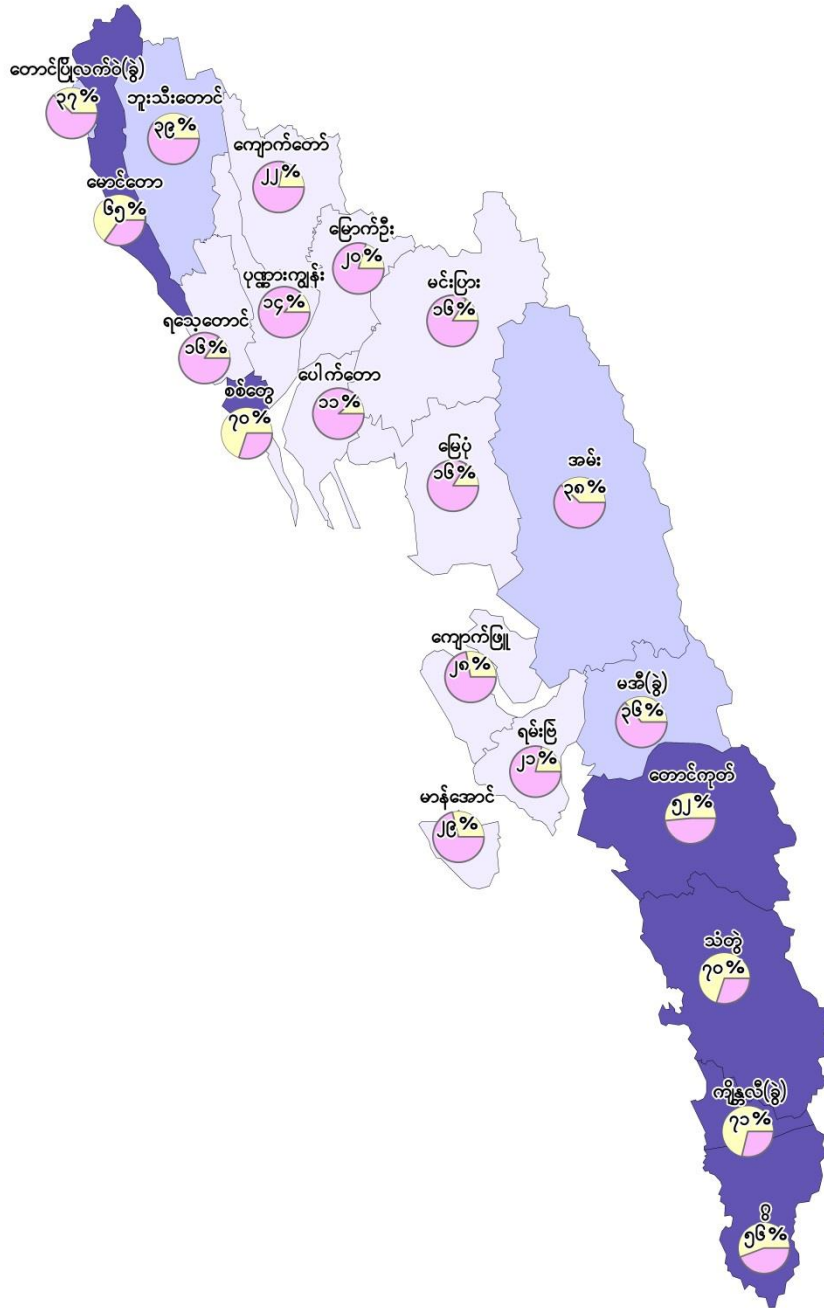 တောင်ပြိုလက်ဝဲ(ခွဲ)
၃၇%
ဘူးသီးတောင်
၃၉%
ကျောက်တော်
၂၂%
မောင်တော
၆၅%
မြောက်ဦး
၂၀%
ပုဏ္ဏားကျွန်း
၁၄%
မင်းပြား
၁၆%
ရသေ့တောင်
၁၆%
ပေါက်တော
၁၁%
စစ်တွေ
၇၀%
မြေပုံ
၁၆%
အမ်း
၃၈%
ကျောက်ဖြူ
၂၈%
မအီ(ခွဲ)
၃၆%
ရမ်းဗြဲ
၂၁%
တောင်ကုတ်
၅၂%
မာန်အောင်
၂၉%
သံတွဲ
၇၀%
ကျိန္တလီ(ခွဲ)
၇၁%
ဂွ
၅၆%